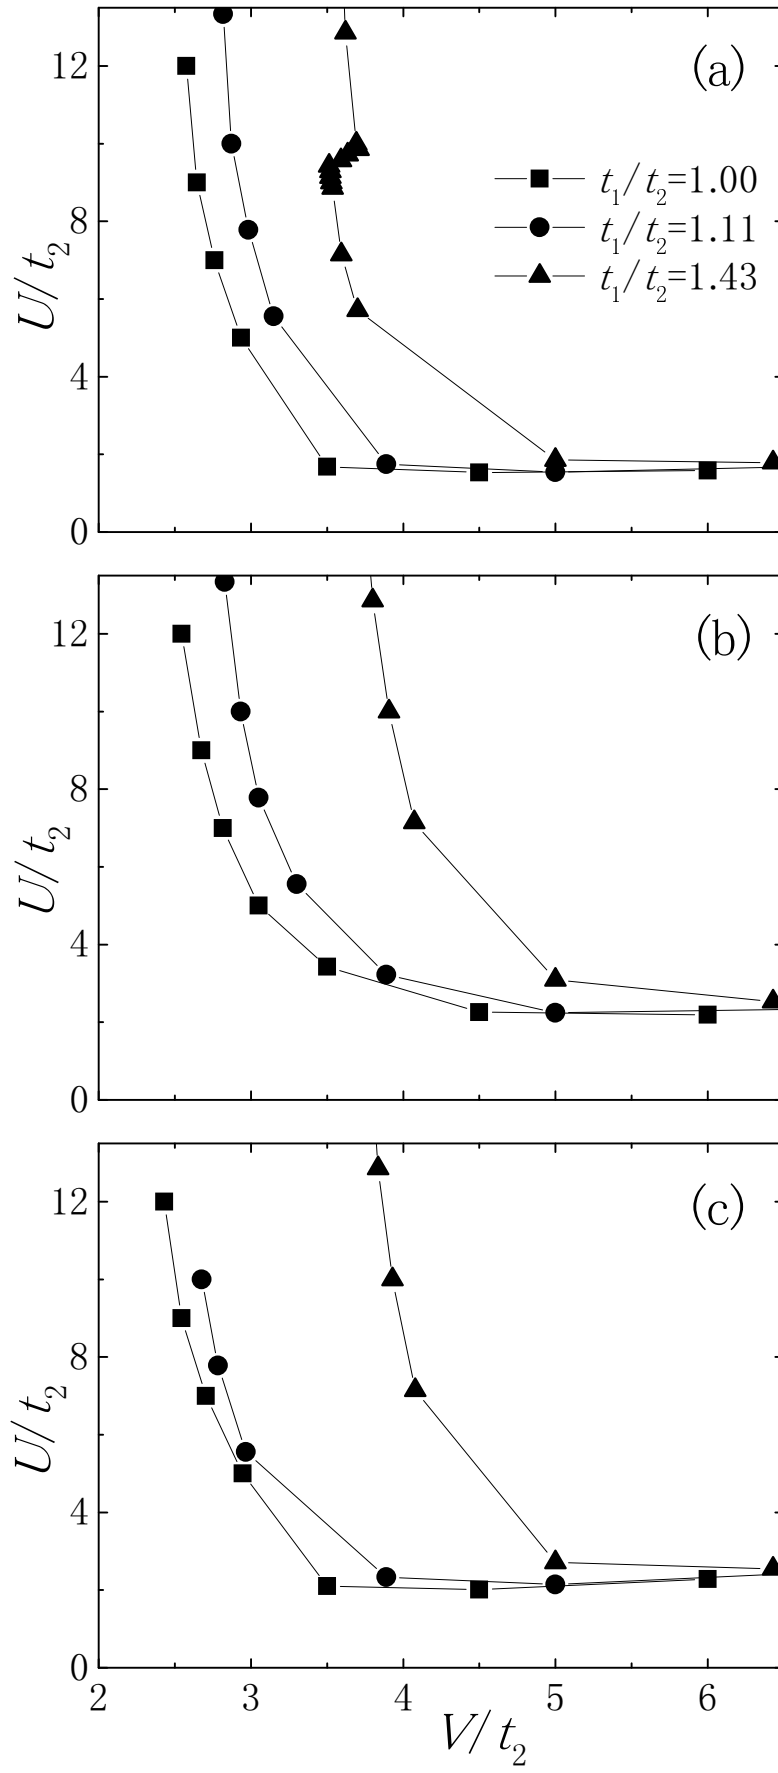 (a)
12
8
4
0
U/t₂
t₁/t₂=1.00
t₁/t₂=1.11
t₁/t₂=1.43
(b)
12
8
4
0
U/t₂
(c)
12
8
4
0
U/t₂
2 3 4 5 6
V/t₂